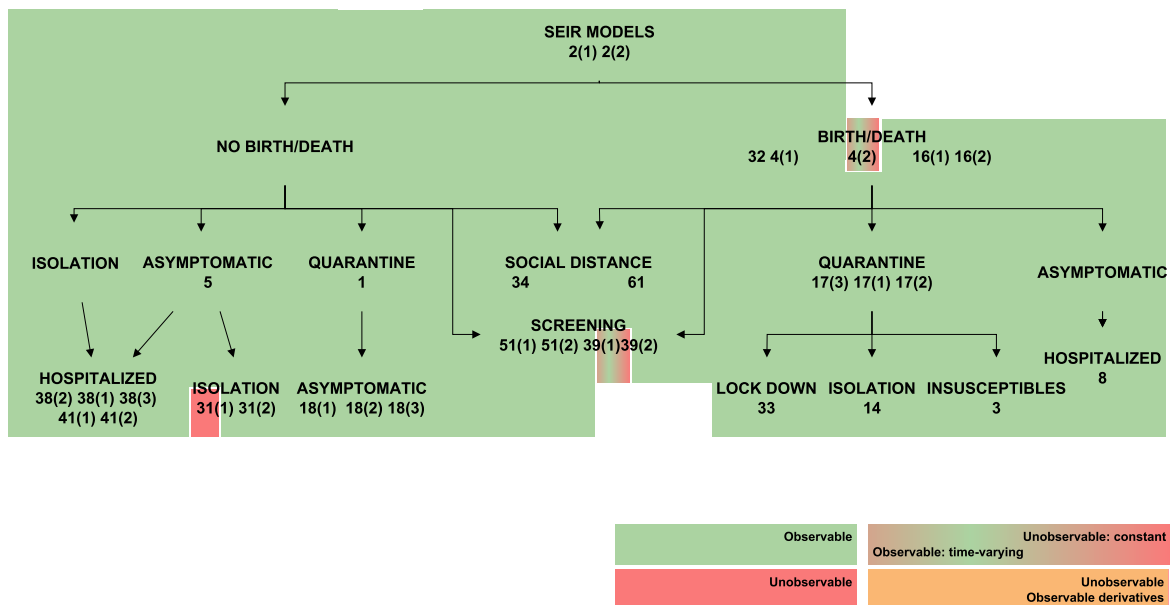 SEIR MODELS
2(1) 2(2)
NO BIRTH/DEATH
BIRTH/DEATH
32 4(1) 4(2) 16(1) 16(2)
ISOLATION
ASYMPTOMATIC
5
QUARANTINE
1
SOCIAL DISTANCE
34 61
QUARANTINE
17(3) 17(1) 17(2)
ASYMPTOMATIC
SCREENING
51(1) 51(2) 39(1)39(2)
HOSPITALIZED
38(2) 38(1) 38(3)
41(1) 41(2)
ISOLATION
31(1) 31(2)
ASYMPTOMATIC
18(1) 18(2) 18(3)
LOCK DOWN
33
ISOLATION
14
INSUSCEPTIBLES
3
HOSPITALIZED
8
Observable
Unobservable: constant
Observable: time-varying
Unobservable
Unobservable
Observable derivatives